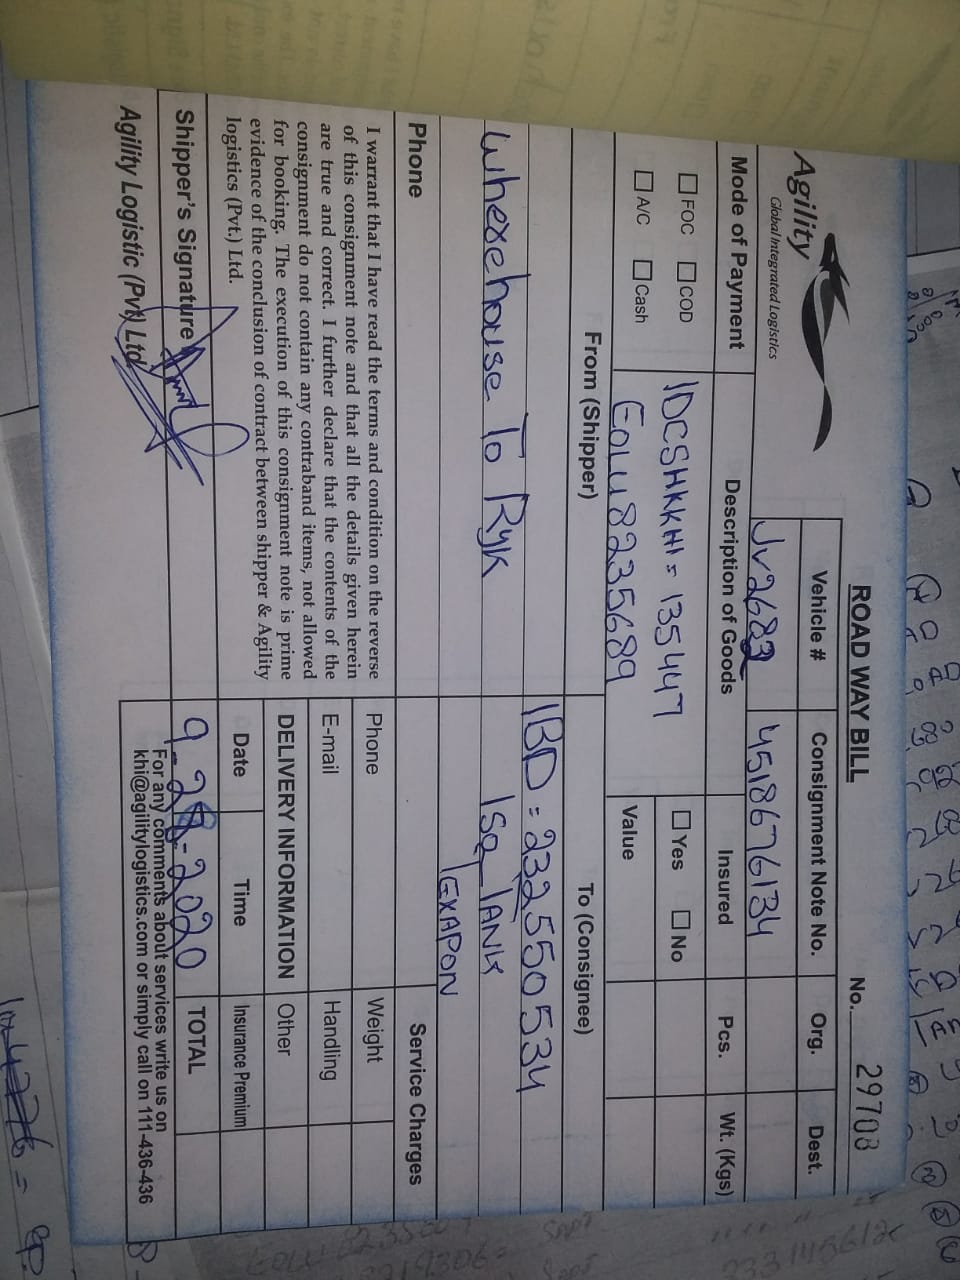 ROAD WAY BILL
No. 29708
Agility
Global Integrated Logistics
Vehicle # Consignment Note No. Org. Dest.
Jv2682 4518676134
Mode of Payment Description of Goods Insured Pcs. Wt. (Kgs)
FOC COD
A/C Cash
IDCSHKKHI = 135447
Eolu8235689
Yes No
Value
From (Shipper) To (Consignee)
wherehouse To Ryk
IBD = 232550534
ISO TANK
TEXAPON
Phone
I warrant that I have read the terms and condition on the reverse
of this consignment note and that all the details given herein
are true and correct. I further declare that the contents of the
consignment do not contain any contraband items, not allowed
for booking. The execution of this consignment note is prime
evidence of the conclusion of contract between shipper & Agility
logistics (Pvt.) Ltd.
Service Charges
Phone Weight
E-mail Handling
DELIVERY INFORMATION Other
Date Time Insurance Premium
9-28-2020 TOTAL
Shipper's Signature
Agility Logistic (Pvt) Ltd.
For any comments about services write us on
khi@agilitylogistics.com or simply call on 111-436-436